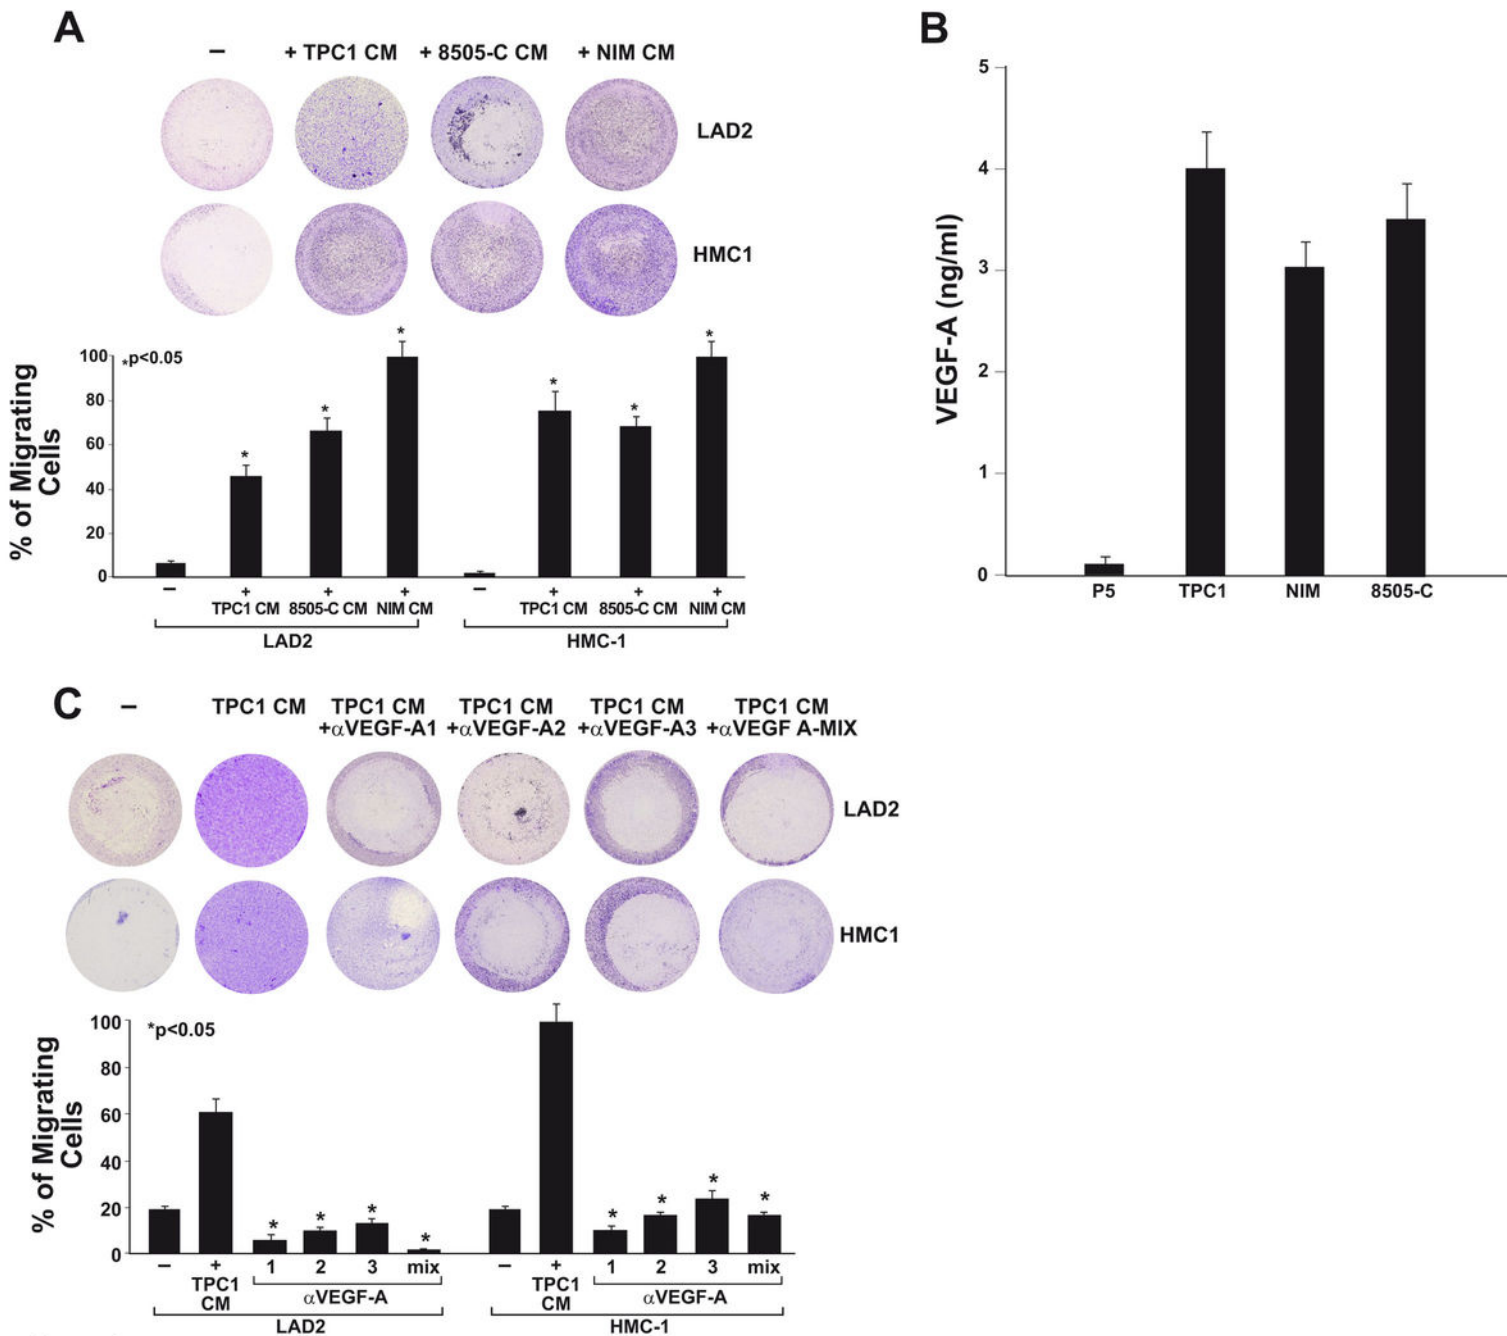 A
– + TPC1 CM + 8505-C CM + NIM CM
LAD2
HMC1
% of Migrating
Cells
100
80
60
40
20
0
*p<0.05
* * * * * *
– + + + – + + +
TPC1 CM 8505-C CM NIM CM TPC1 CM 8505-C CM NIM CM
LAD2 HMC-1
B
VEGF-A (ng/ml)
5
4
3
2
1
0
P5 TPC1 NIM 8505-C
C
– TPC1 CM TPC1 CM TPC1 CM TPC1 CM TPC1 CM
+αVEGF-A1 +αVEGF-A2 +αVEGF-A3 +αVEGF A-MIX
LAD2
HMC1
% of Migrating
Cells
100
80
60
40
20
0
*p<0.05
* * * * * * * *
– + 1 2 3 mix – + 1 2 3 mix
TPC1 TPC1
CM αVEGF-A CM αVEGF-A
LAD2 HMC-1